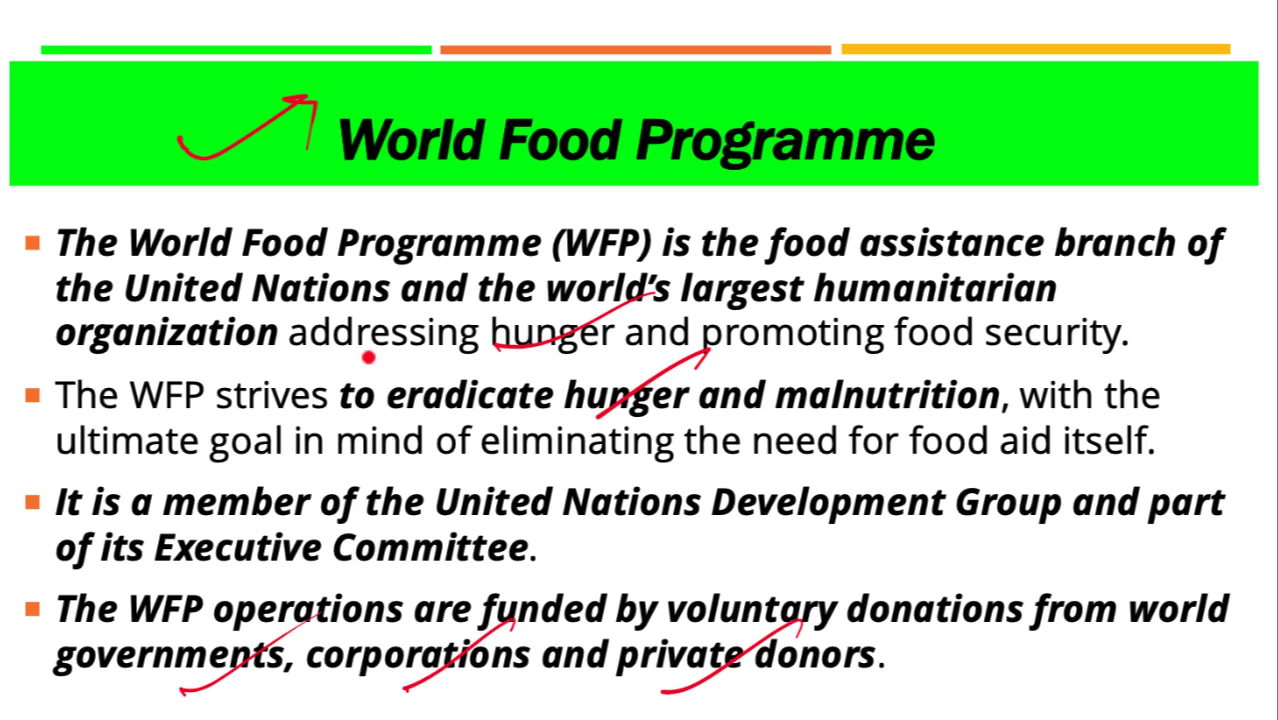 World Food Programme
The World Food Programme (WFP) is the food assistance branch of
the United Nations and the world's largest humanitarian
organization addressing hunger and promoting food security.
The WFP strives to eradicate hunger and malnutrition, with the
ultimate goal in mind of eliminating the need for food aid itself.
It is a member of the United Nations Development Group and part
of its Executive Committee.
The WFP operations are funded by voluntary donations from world
governments, corporations and private donors.